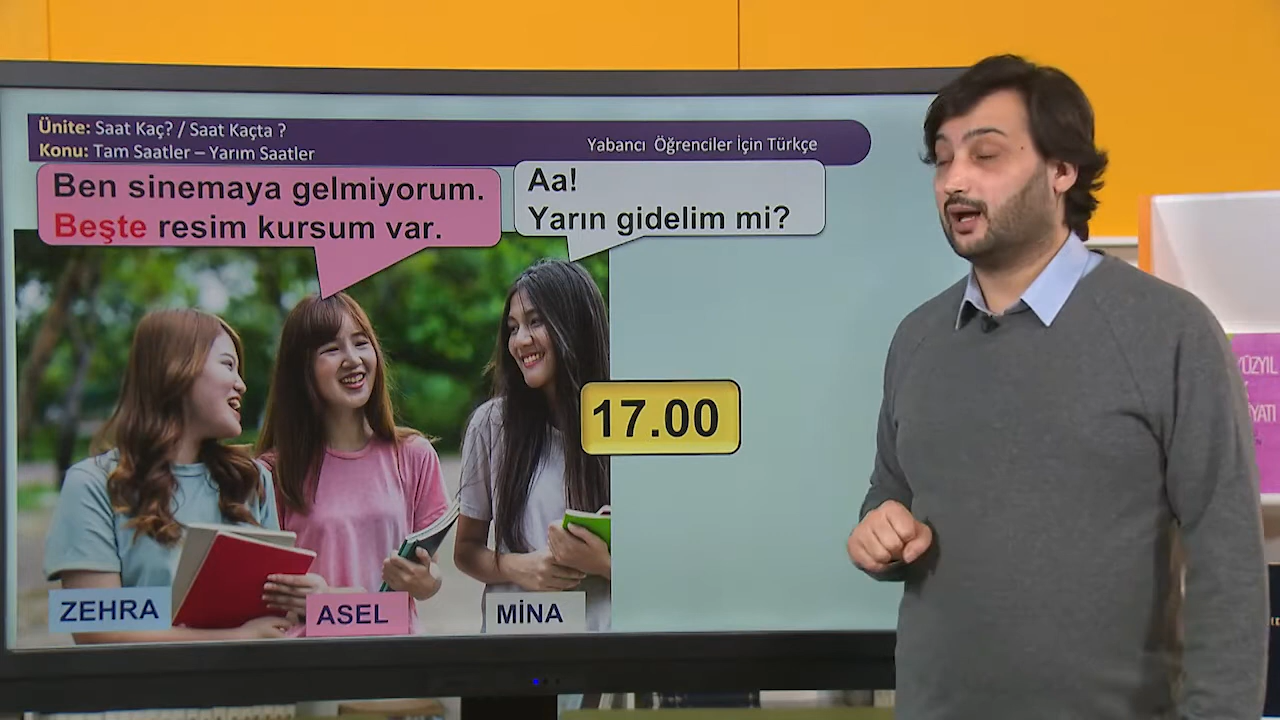 Ünite: Saat Kaç? / Saat Kaçta ?
Konu: Tam Saatler – Yarım Saatler
Yabancı Öğrenciler İçin Türkçe
Ben sinemaya gelmiyorum.
Beşte resim kursum var.
Aa!
Yarın gidelim mi?
17.00
ZEHRA
ASEL
MİNA
YÜZYIL